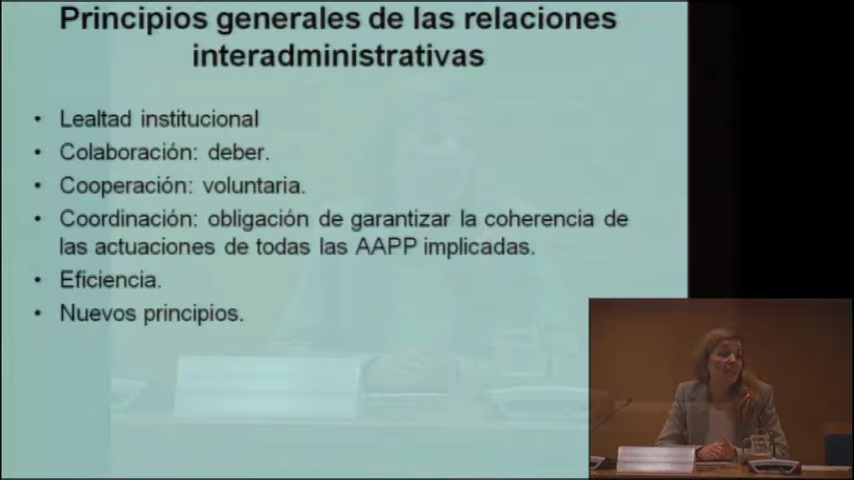 Principios generales de las relaciones
interadministrativas
• Lealtad institucional
• Colaboración: deber.
• Cooperación: voluntaria.
• Coordinación: obligación de garantizar la coherencia de
las actuaciones de todas las AAPP implicadas.
• Eficiencia.
• Nuevos principios.